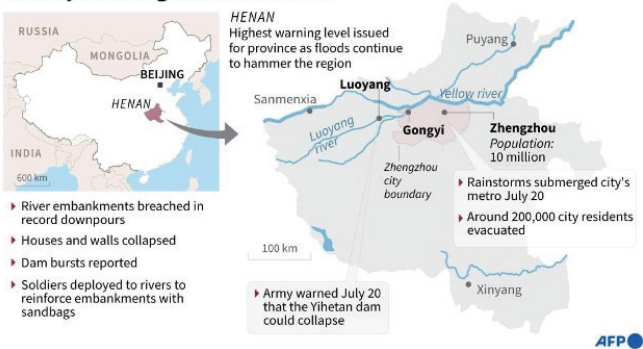 HENAN
Highest warning level issued
for province as floods continue
to hammer the region
RUSSIA
MONGOLIA
BEIJING
HENAN
INDIA
600 km
River embankments breached in
record downpours
Houses and walls collapsed
Dam bursts reported
Soldiers deployed to rivers to
reinforce embankments with
sandbags
Puyang
Luoyang
Yellow river
Sanmenxia
Luoyang
river
Gongyi
Zhengzhou
Population:
10 million
Zhengzhou
city
boundary
Rainstorms submerged city's
metro July 20
Around 200,000 city residents
evacuated
100 km
Army warned July 20
that the Yihetan dam
could collapse
Xinyang
AFP